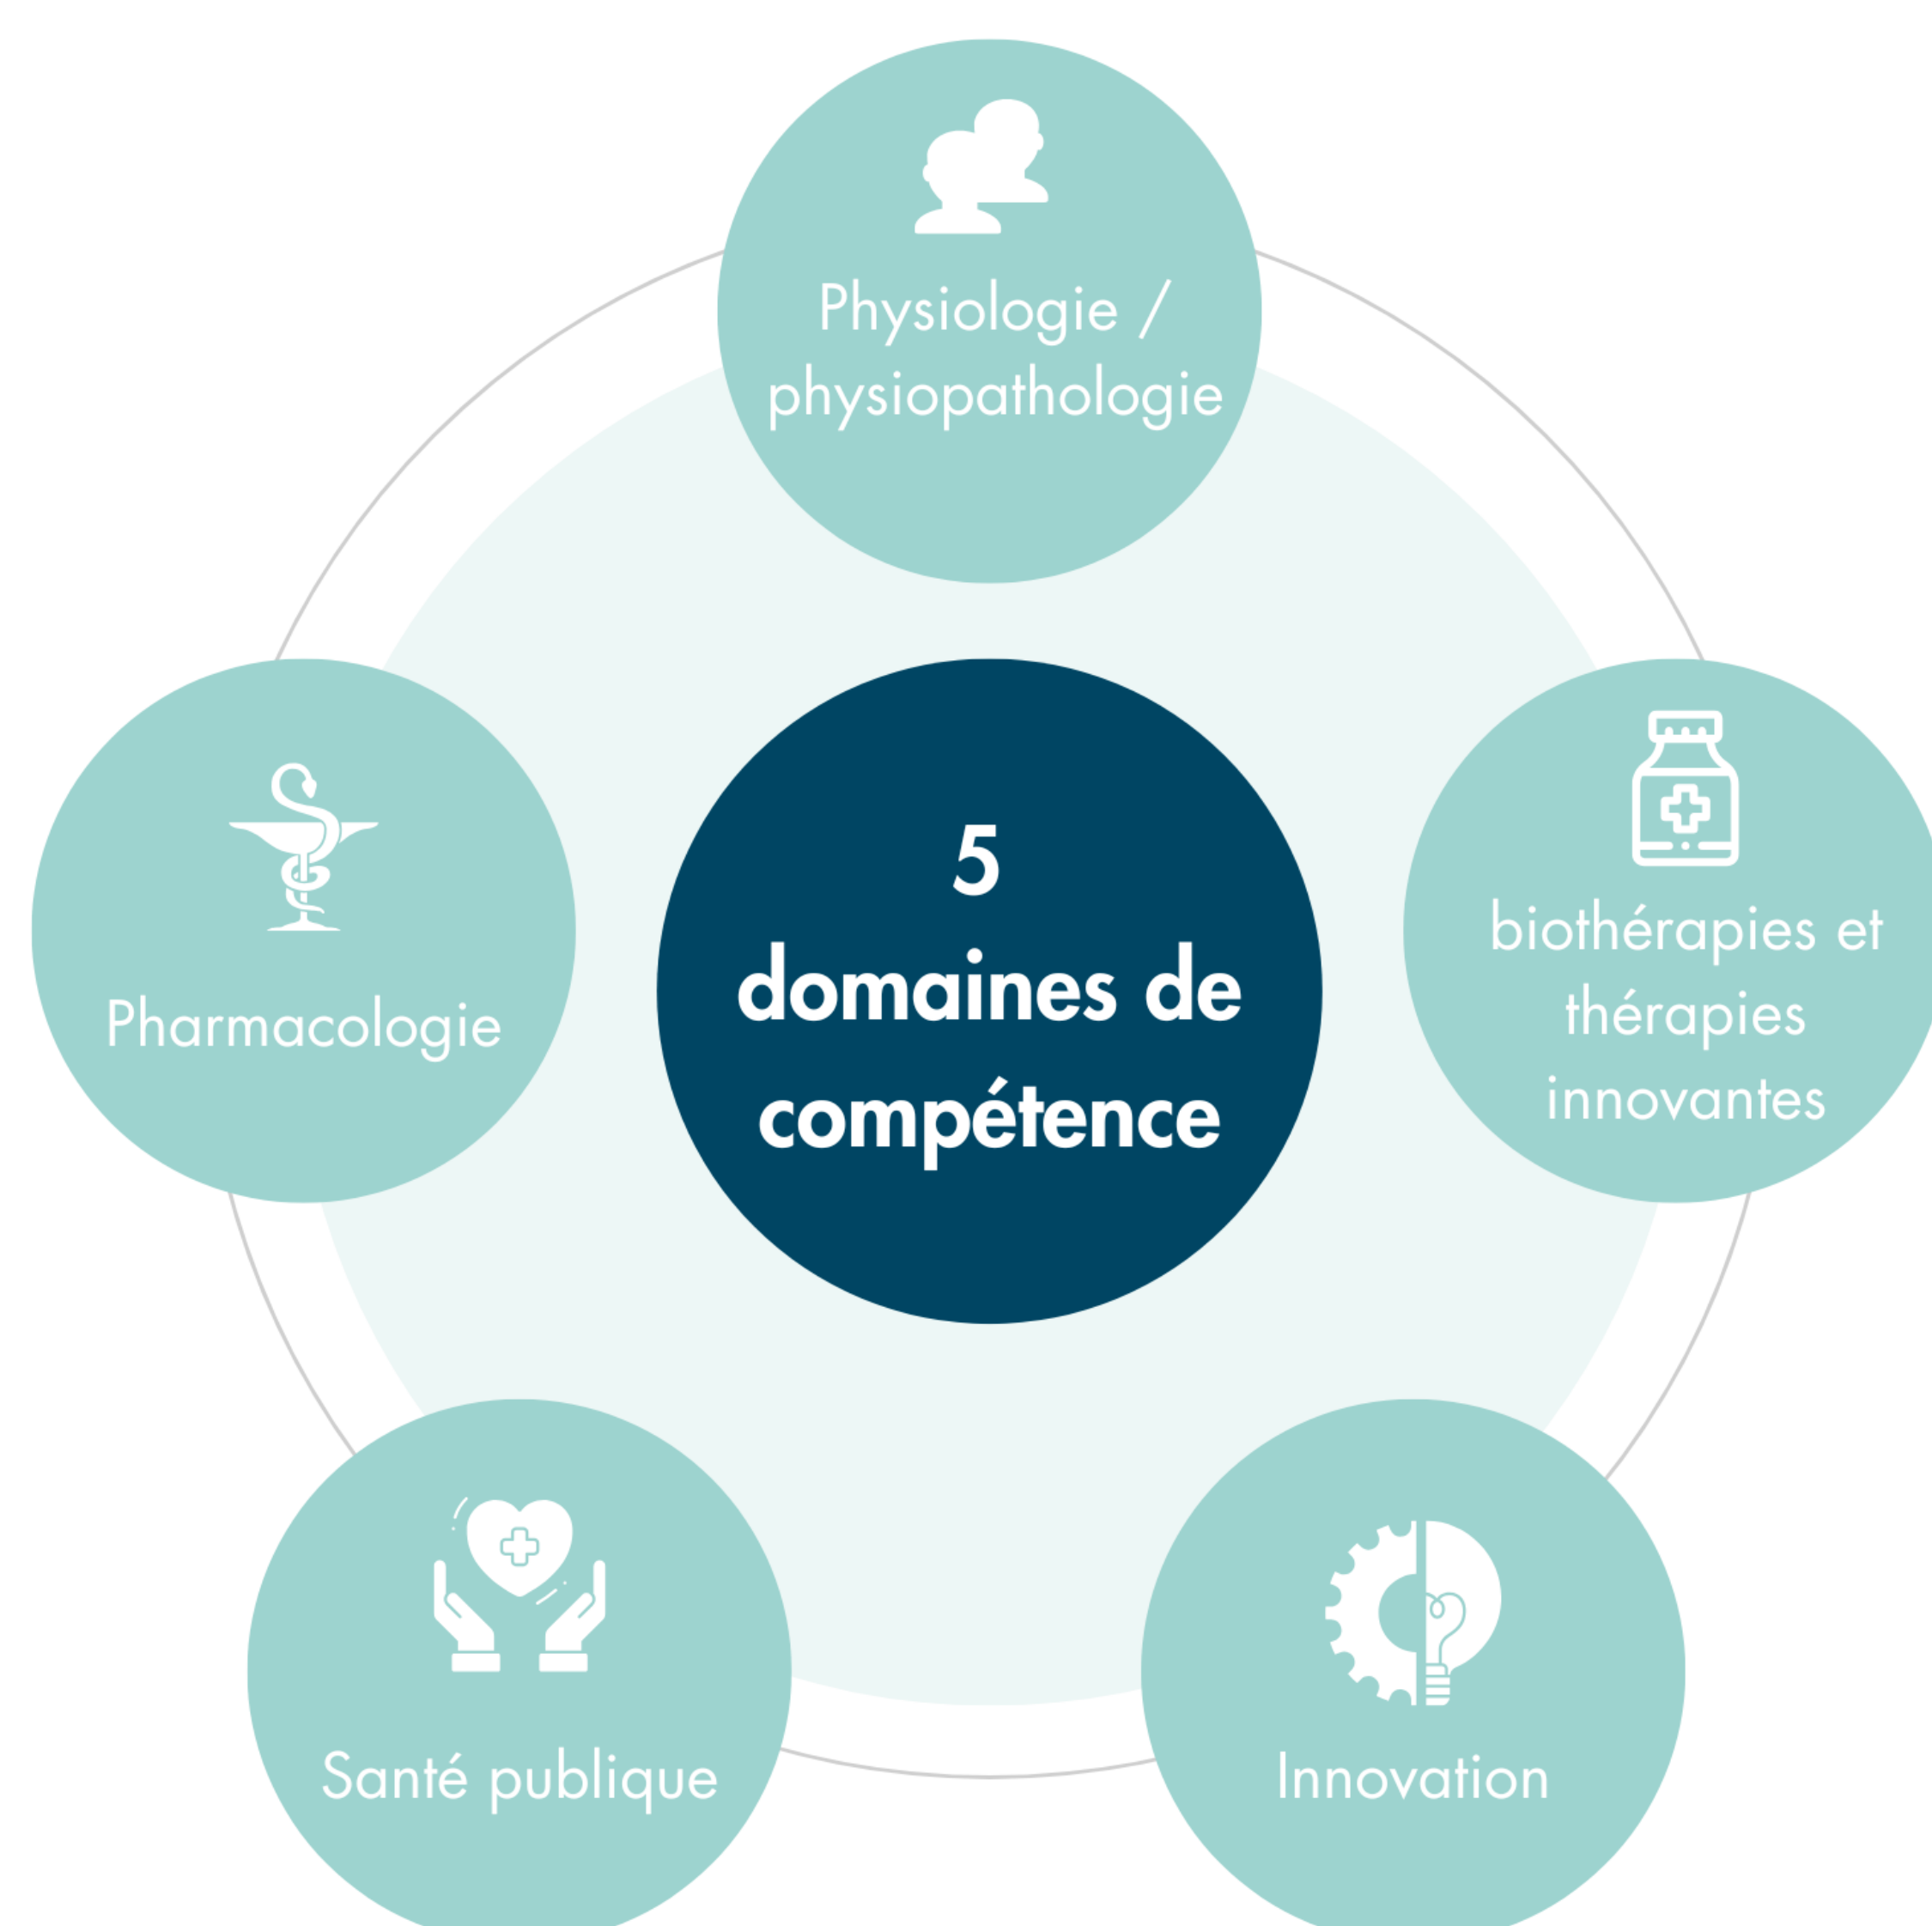 Physiologie /
physiopathologie
Pharmacologie
5
domaines de
compétence
biothérapies et
thérapies
innovantes
Santé publique
Innovation